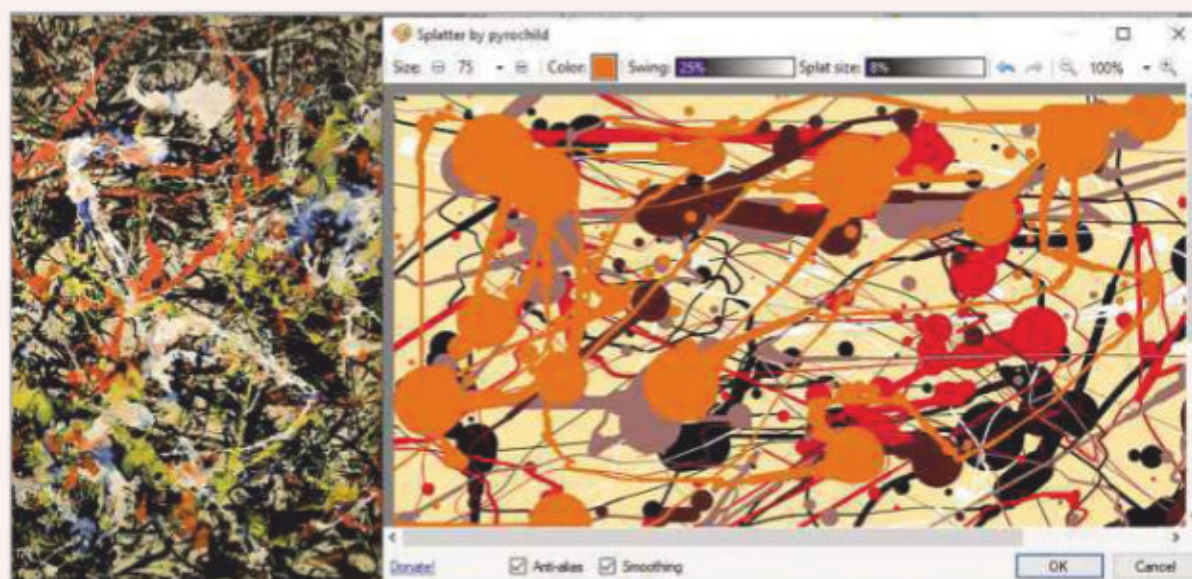 Splatter by pyrochild
Size: 75 Color: Swing: 25% Splat size: 8% 100%
Donate! Anti-alias Smoothing OK Cancel